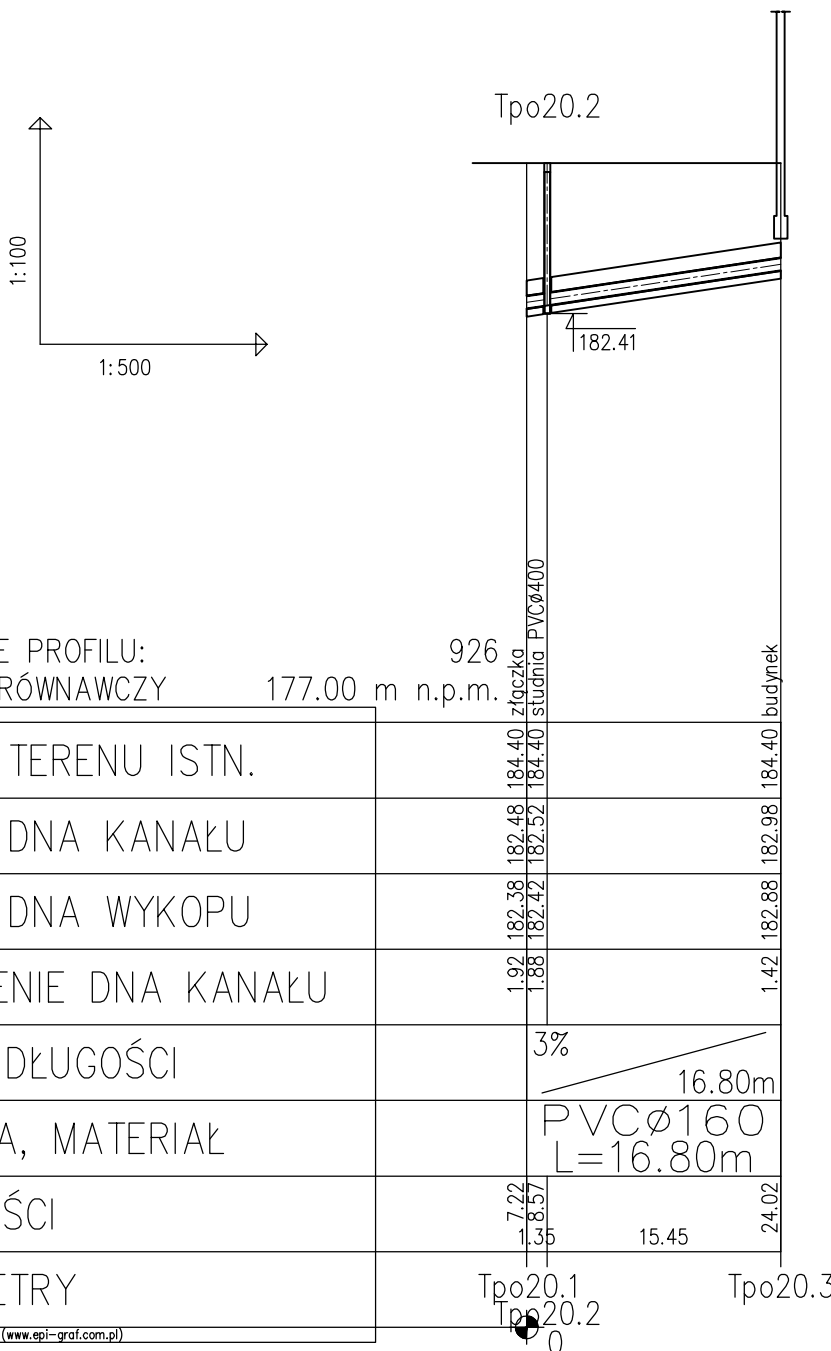 Tpo20.2
1:100
1:500
182.41
E PROFILU: 926
RÓWNAWCZY 177.00 m n.p.m.
złączka
studnia PVCø400
budynek
TERENU ISTN. 184.40 184.40 184.40
DNA KANAŁU 182.48 182.52 182.98
DNA WYKOPU 182.38 182.42 182.88
ENIE DNA KANAŁU 1.92 1.88 1.42
DŁUGOŚCI 3% 16.80m
A, MATERIAŁ PVCø160
L=16.80m
ŚCI 7.22 8.57 24.02
1.35 15.45
ETRY Tpo20.1 Tpo20.3
Tpo20.2
(www.epi-graf.com.pl) 0